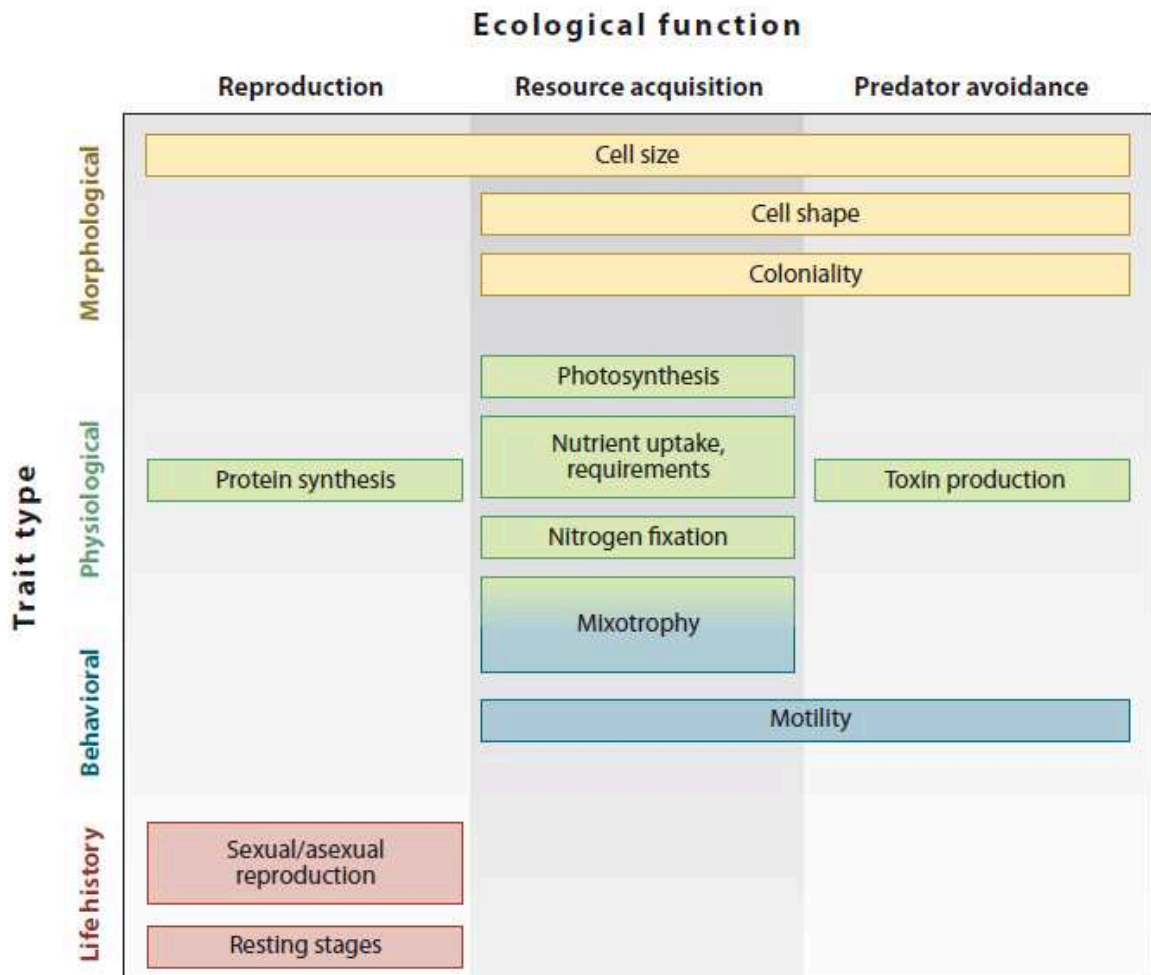 Ecological function
Reproduction
Resource acquisition
Predator avoidance
Trait type
Morphological
Cell size
Cell shape
Coloniality
Physiological
Photosynthesis
Nutrient uptake,
requirements
Protein synthesis
Toxin production
Nitrogen fixation
Mixotrophy
Behavioral
Motility
Life history
Sexual/asexual
reproduction
Resting stages